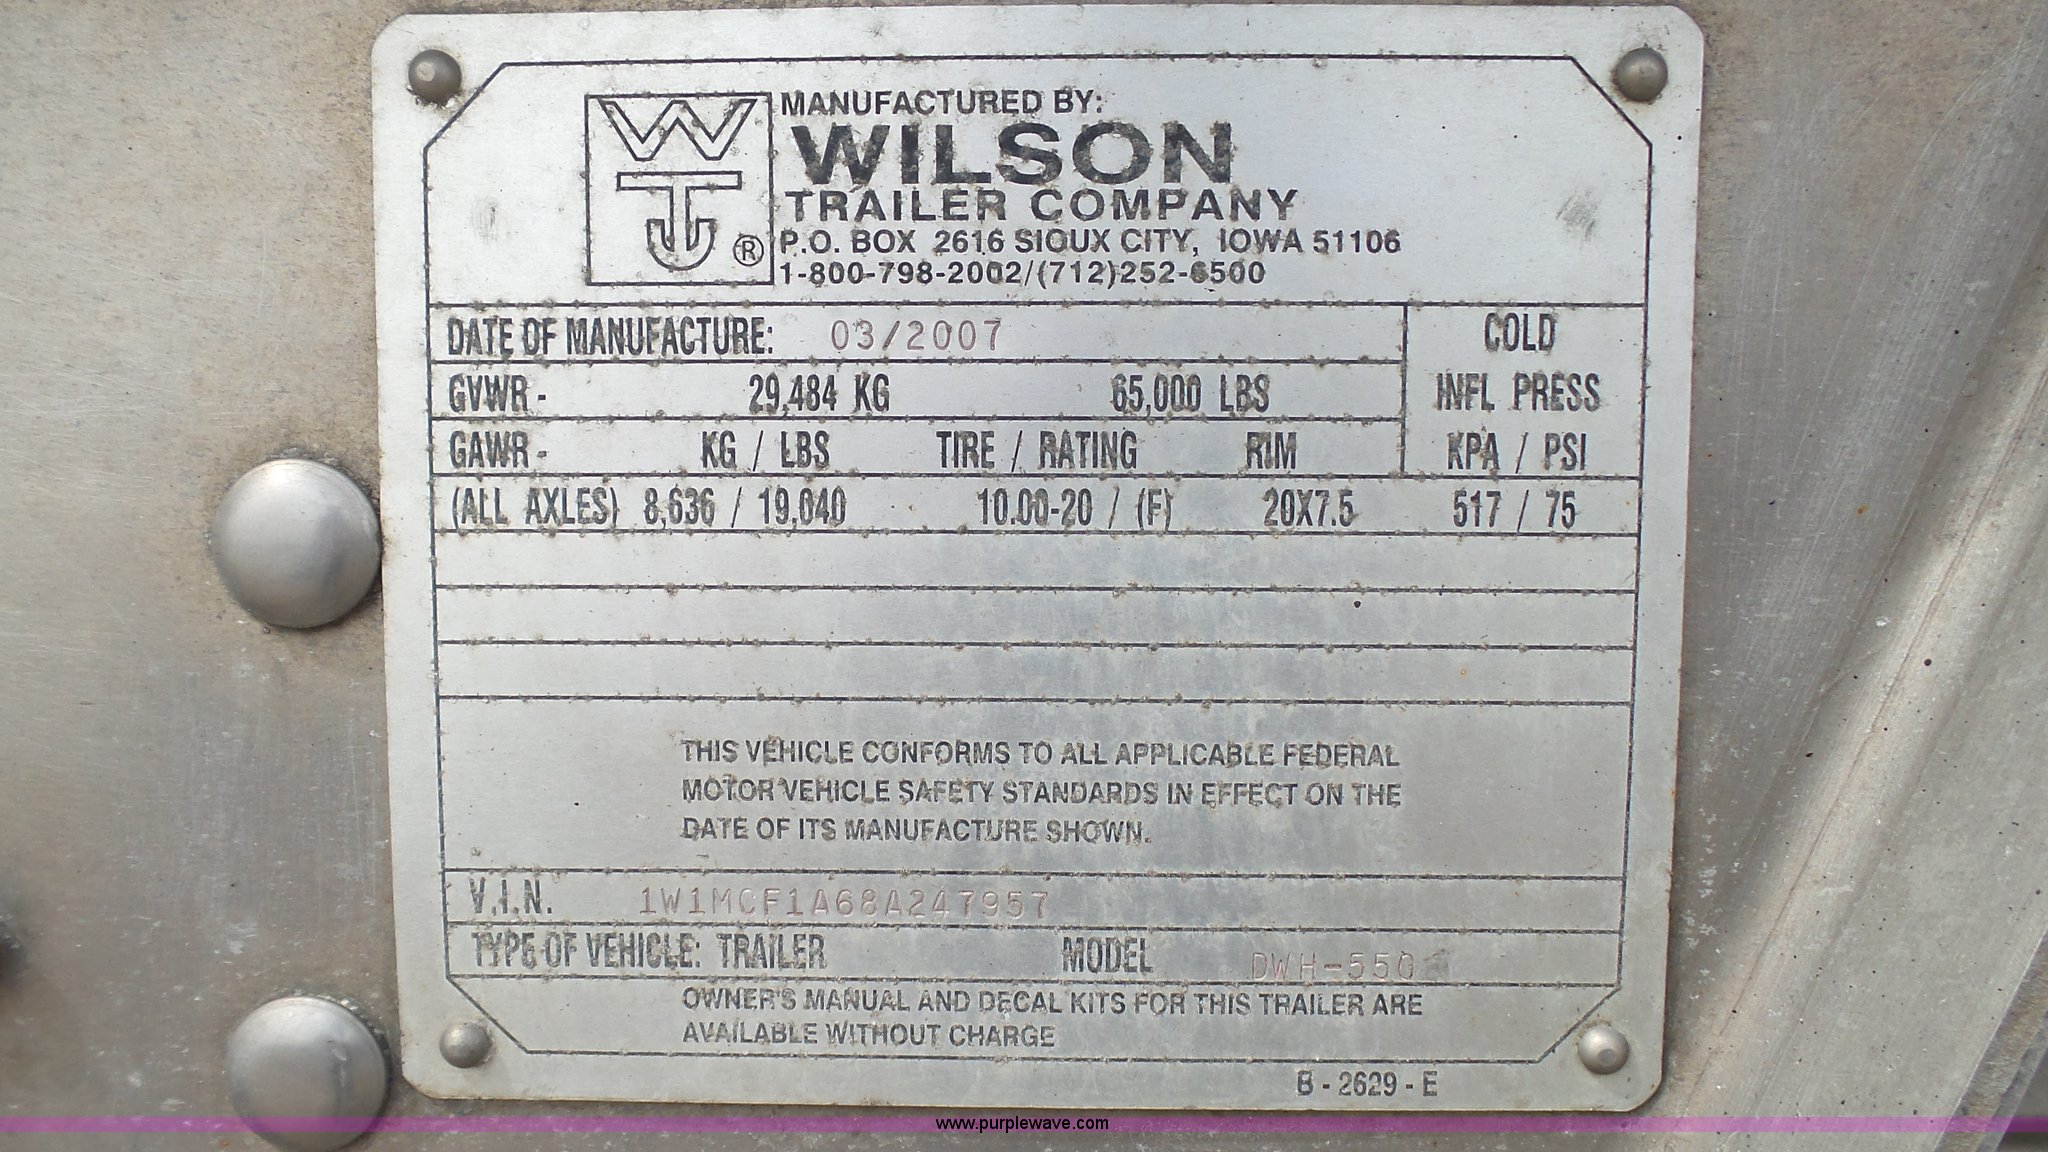 MANUFACTURED BY:
WILSON
TRAILER COMPANY
P.O. BOX 2616 SIOUX CITY, IOWA 51106
1-800-798-2002/(712)252-6500
WT ®
DATE OF MANUFACTURE: 03/2007
COLD
GVWR - 29,484 KG 65,000 LBS
INFL PRESS
GAWR - KG / LBS TIRE / RATING RIM KPA / PSI
(ALL AXLES) 8,636 / 19,040 10.00-20 / (F) 20X7.5 517 / 75
THIS VEHICLE CONFORMS TO ALL APPLICABLE FEDERAL
MOTOR VEHICLE SAFETY STANDARDS IN EFFECT ON THE
DATE OF ITS MANUFACTURE SHOWN.
V.I.N. 1W1MCF1A68A247957
TYPE OF VEHICLE: TRAILER MODEL DWH-550
OWNER'S MANUAL AND DECAL KITS FOR THIS TRAILER ARE
AVAILABLE WITHOUT CHARGE
B - 2629 - E
www.purplewave.com